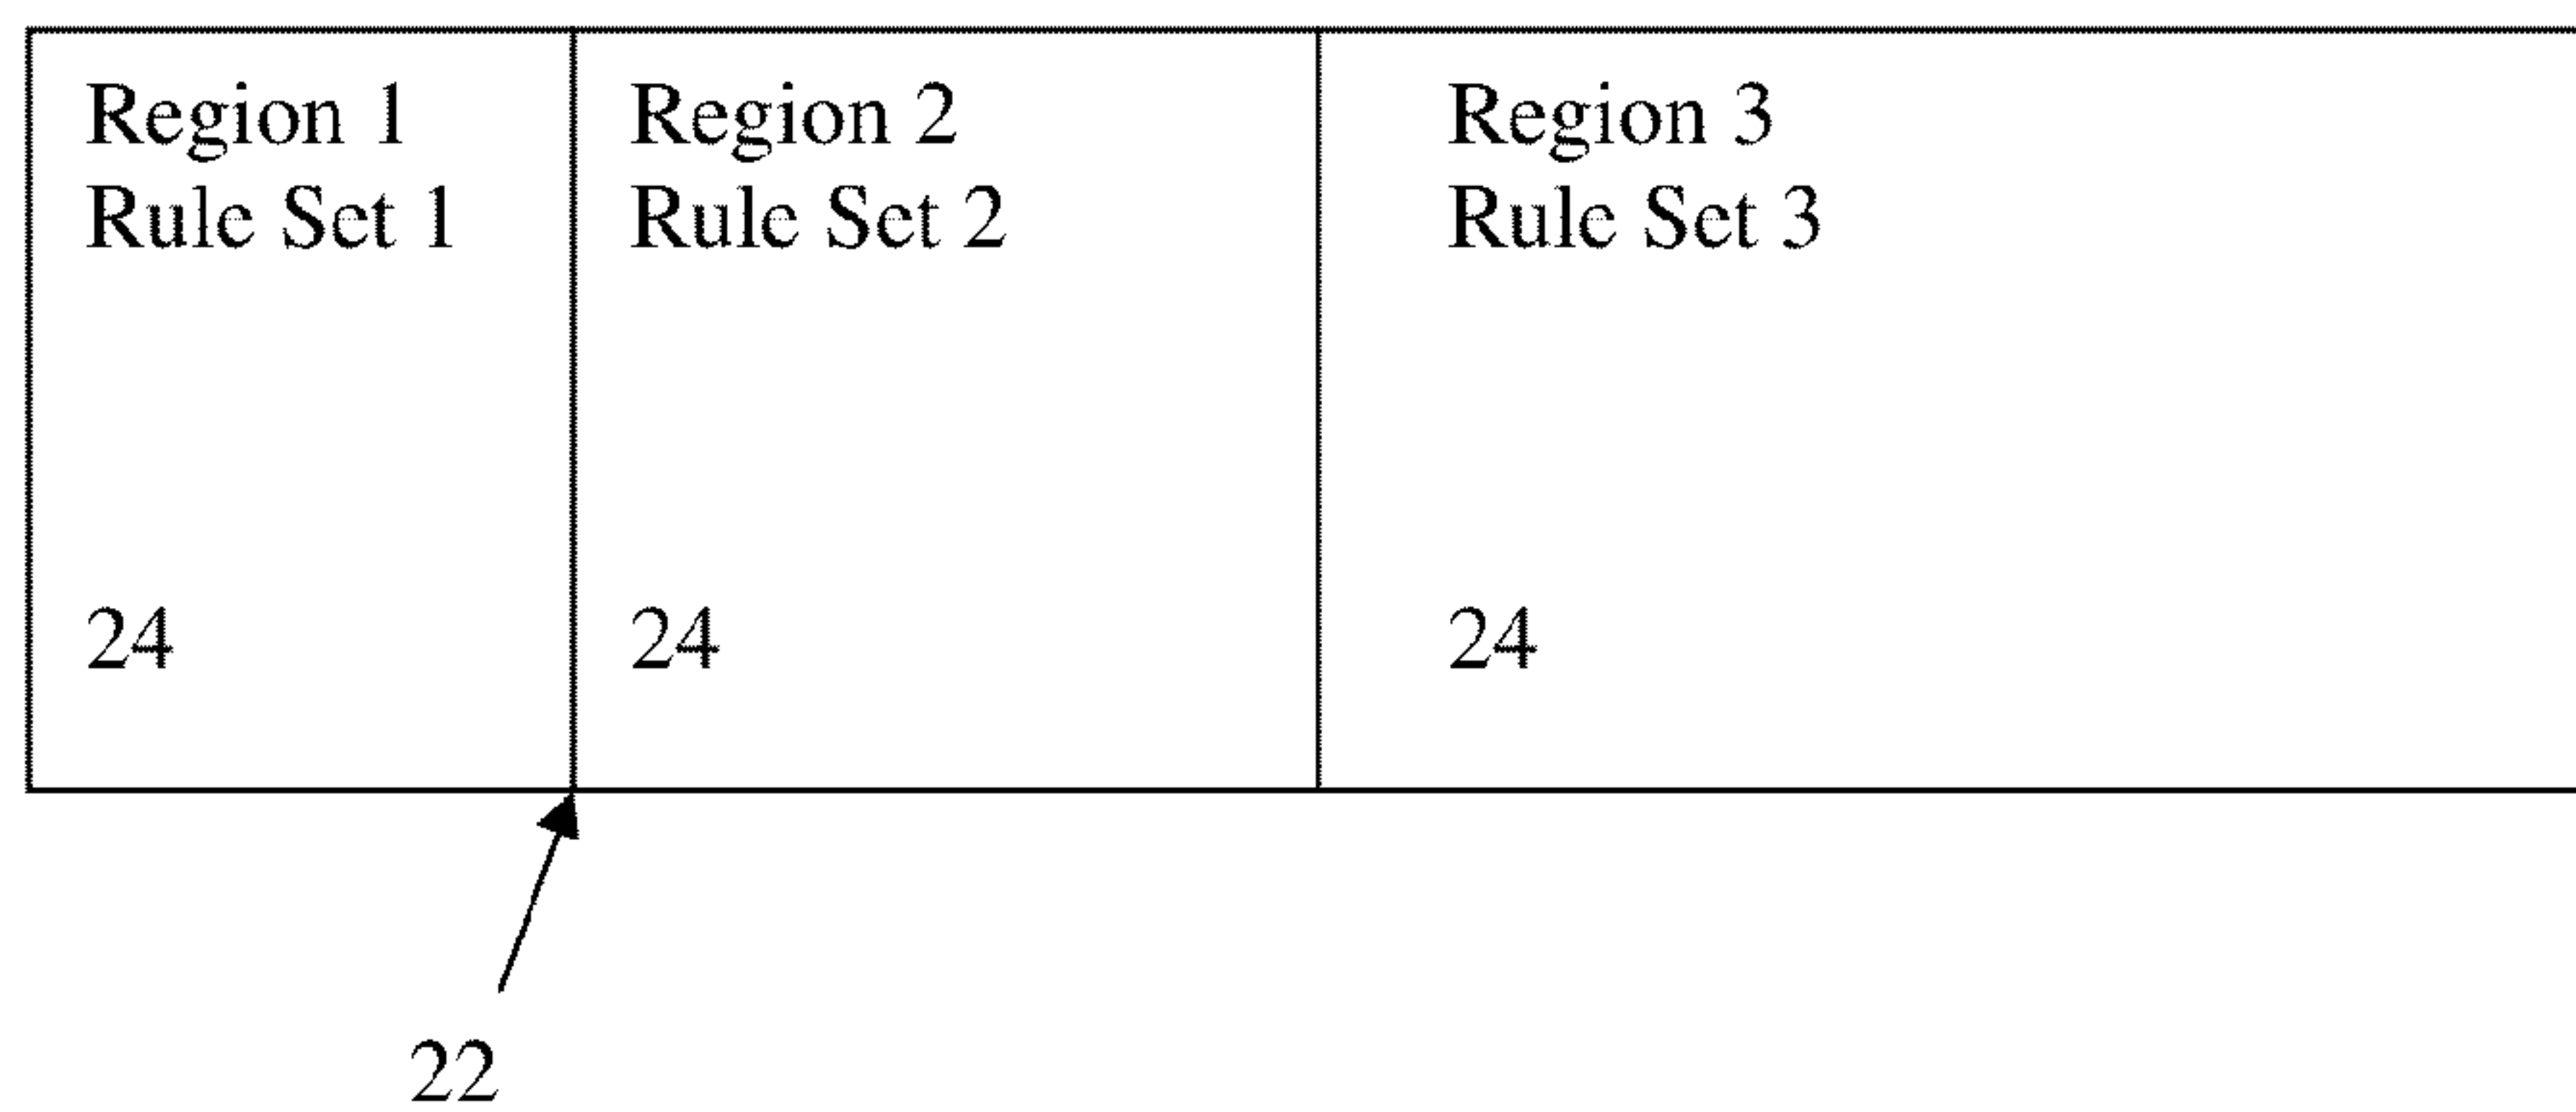 Region 1
Rule Set 1
24
Region 2
Rule Set 2
24
Region 3
Rule Set 3
24
22